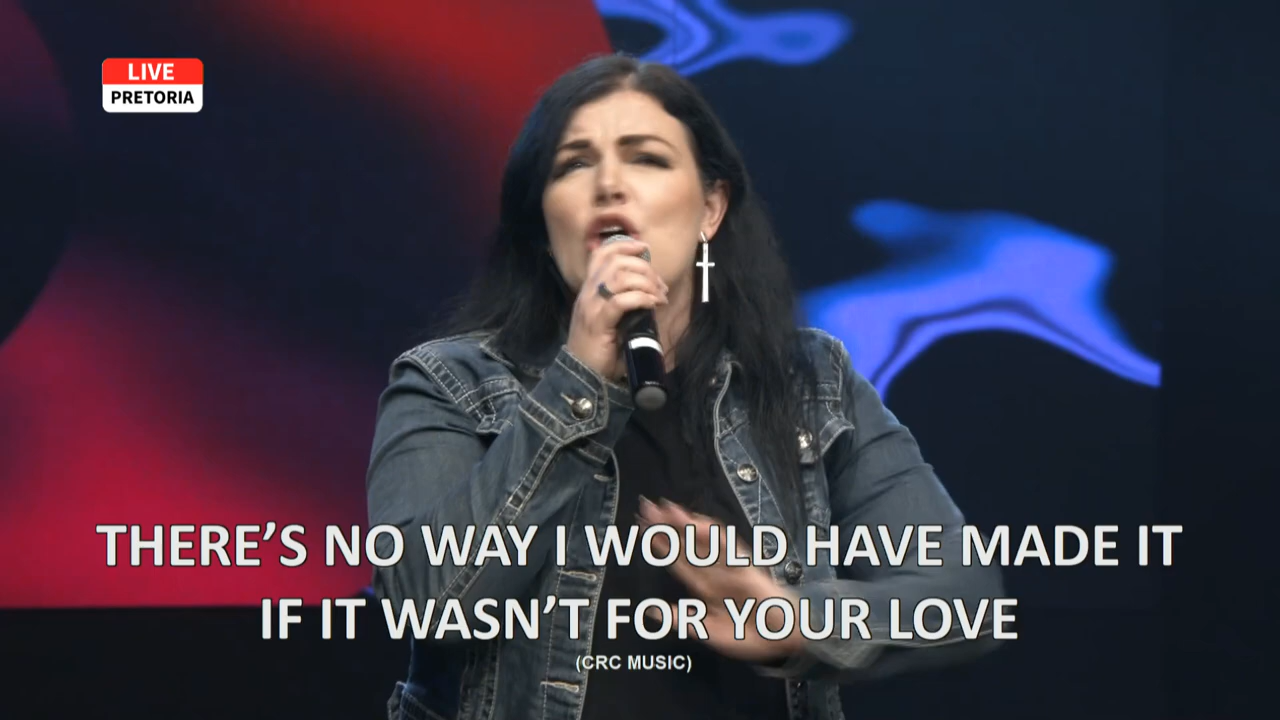 LIVE
PRETORIA
THERE’S NO WAY I WOULD HAVE MADE IT
IF IT WASN’T FOR YOUR LOVE
(CRC MUSIC)